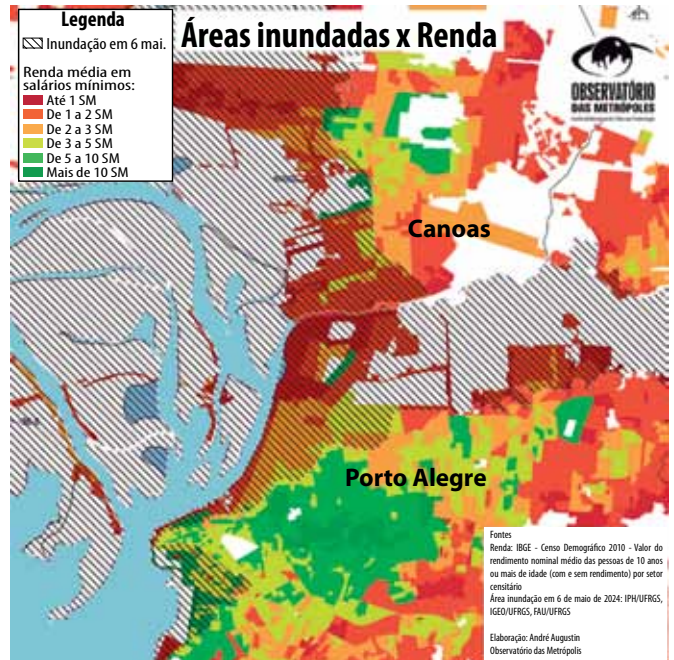 Áreas inundadas x Renda
Legenda
Inundação em 6 mai.
Renda média em
salários mínimos:
Até 1 SM
De 1 a 2 SM
De 2 a 3 SM
De 3 a 5 SM
De 5 a 10 SM
Mais de 10 SM
OBSERVATÓRIO
DAS METRÓPOLES
Canoas
Porto Alegre
Fontes
Renda: IBGE - Censo Demográfico 2010 - Valor do
rendimento nominal médio das pessoas de 10 anos
ou mais de idade (com e sem rendimento) por setor
censitário
Área inundação em 6 de maio de 2024: IPH/UFRGS,
IGEO/UFRGS, FAU/UFRGS
Elaboração: André Augustin
Observatório das Metrópolis